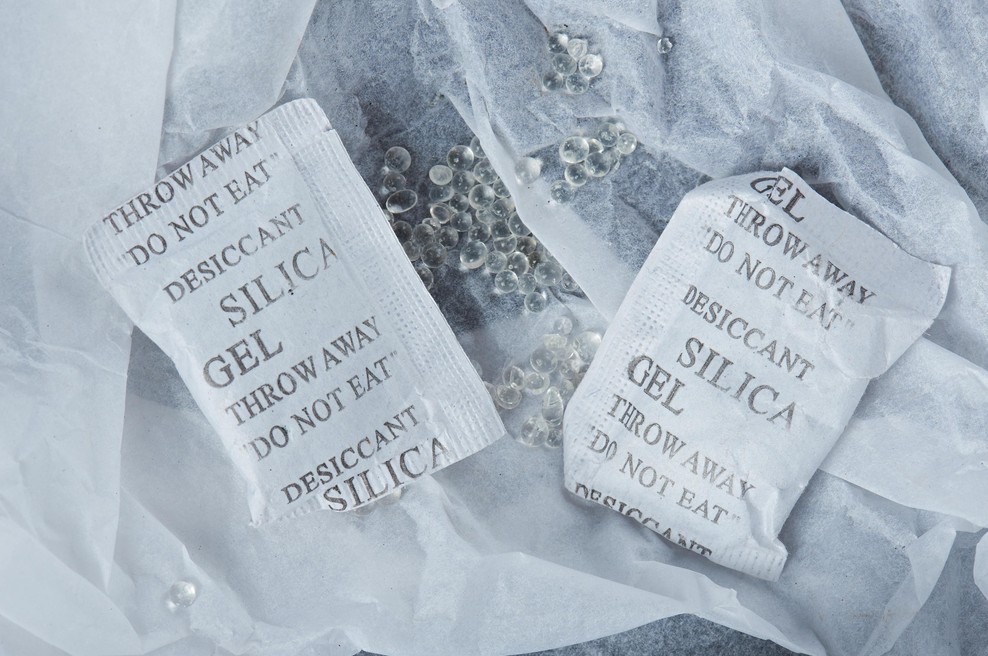 THROW AWAY
"DO NOT EAT"
DESICCANT
SILICA
GEL
THROW AWAY
"DO NOT EAT"
DESICCANT
SILICA
GEL
THROW AWAY
"DO NOT EAT"
DESICCANT
SILICA
GEL
THROW AWAY
"DO NOT EAT"
DESICCANT